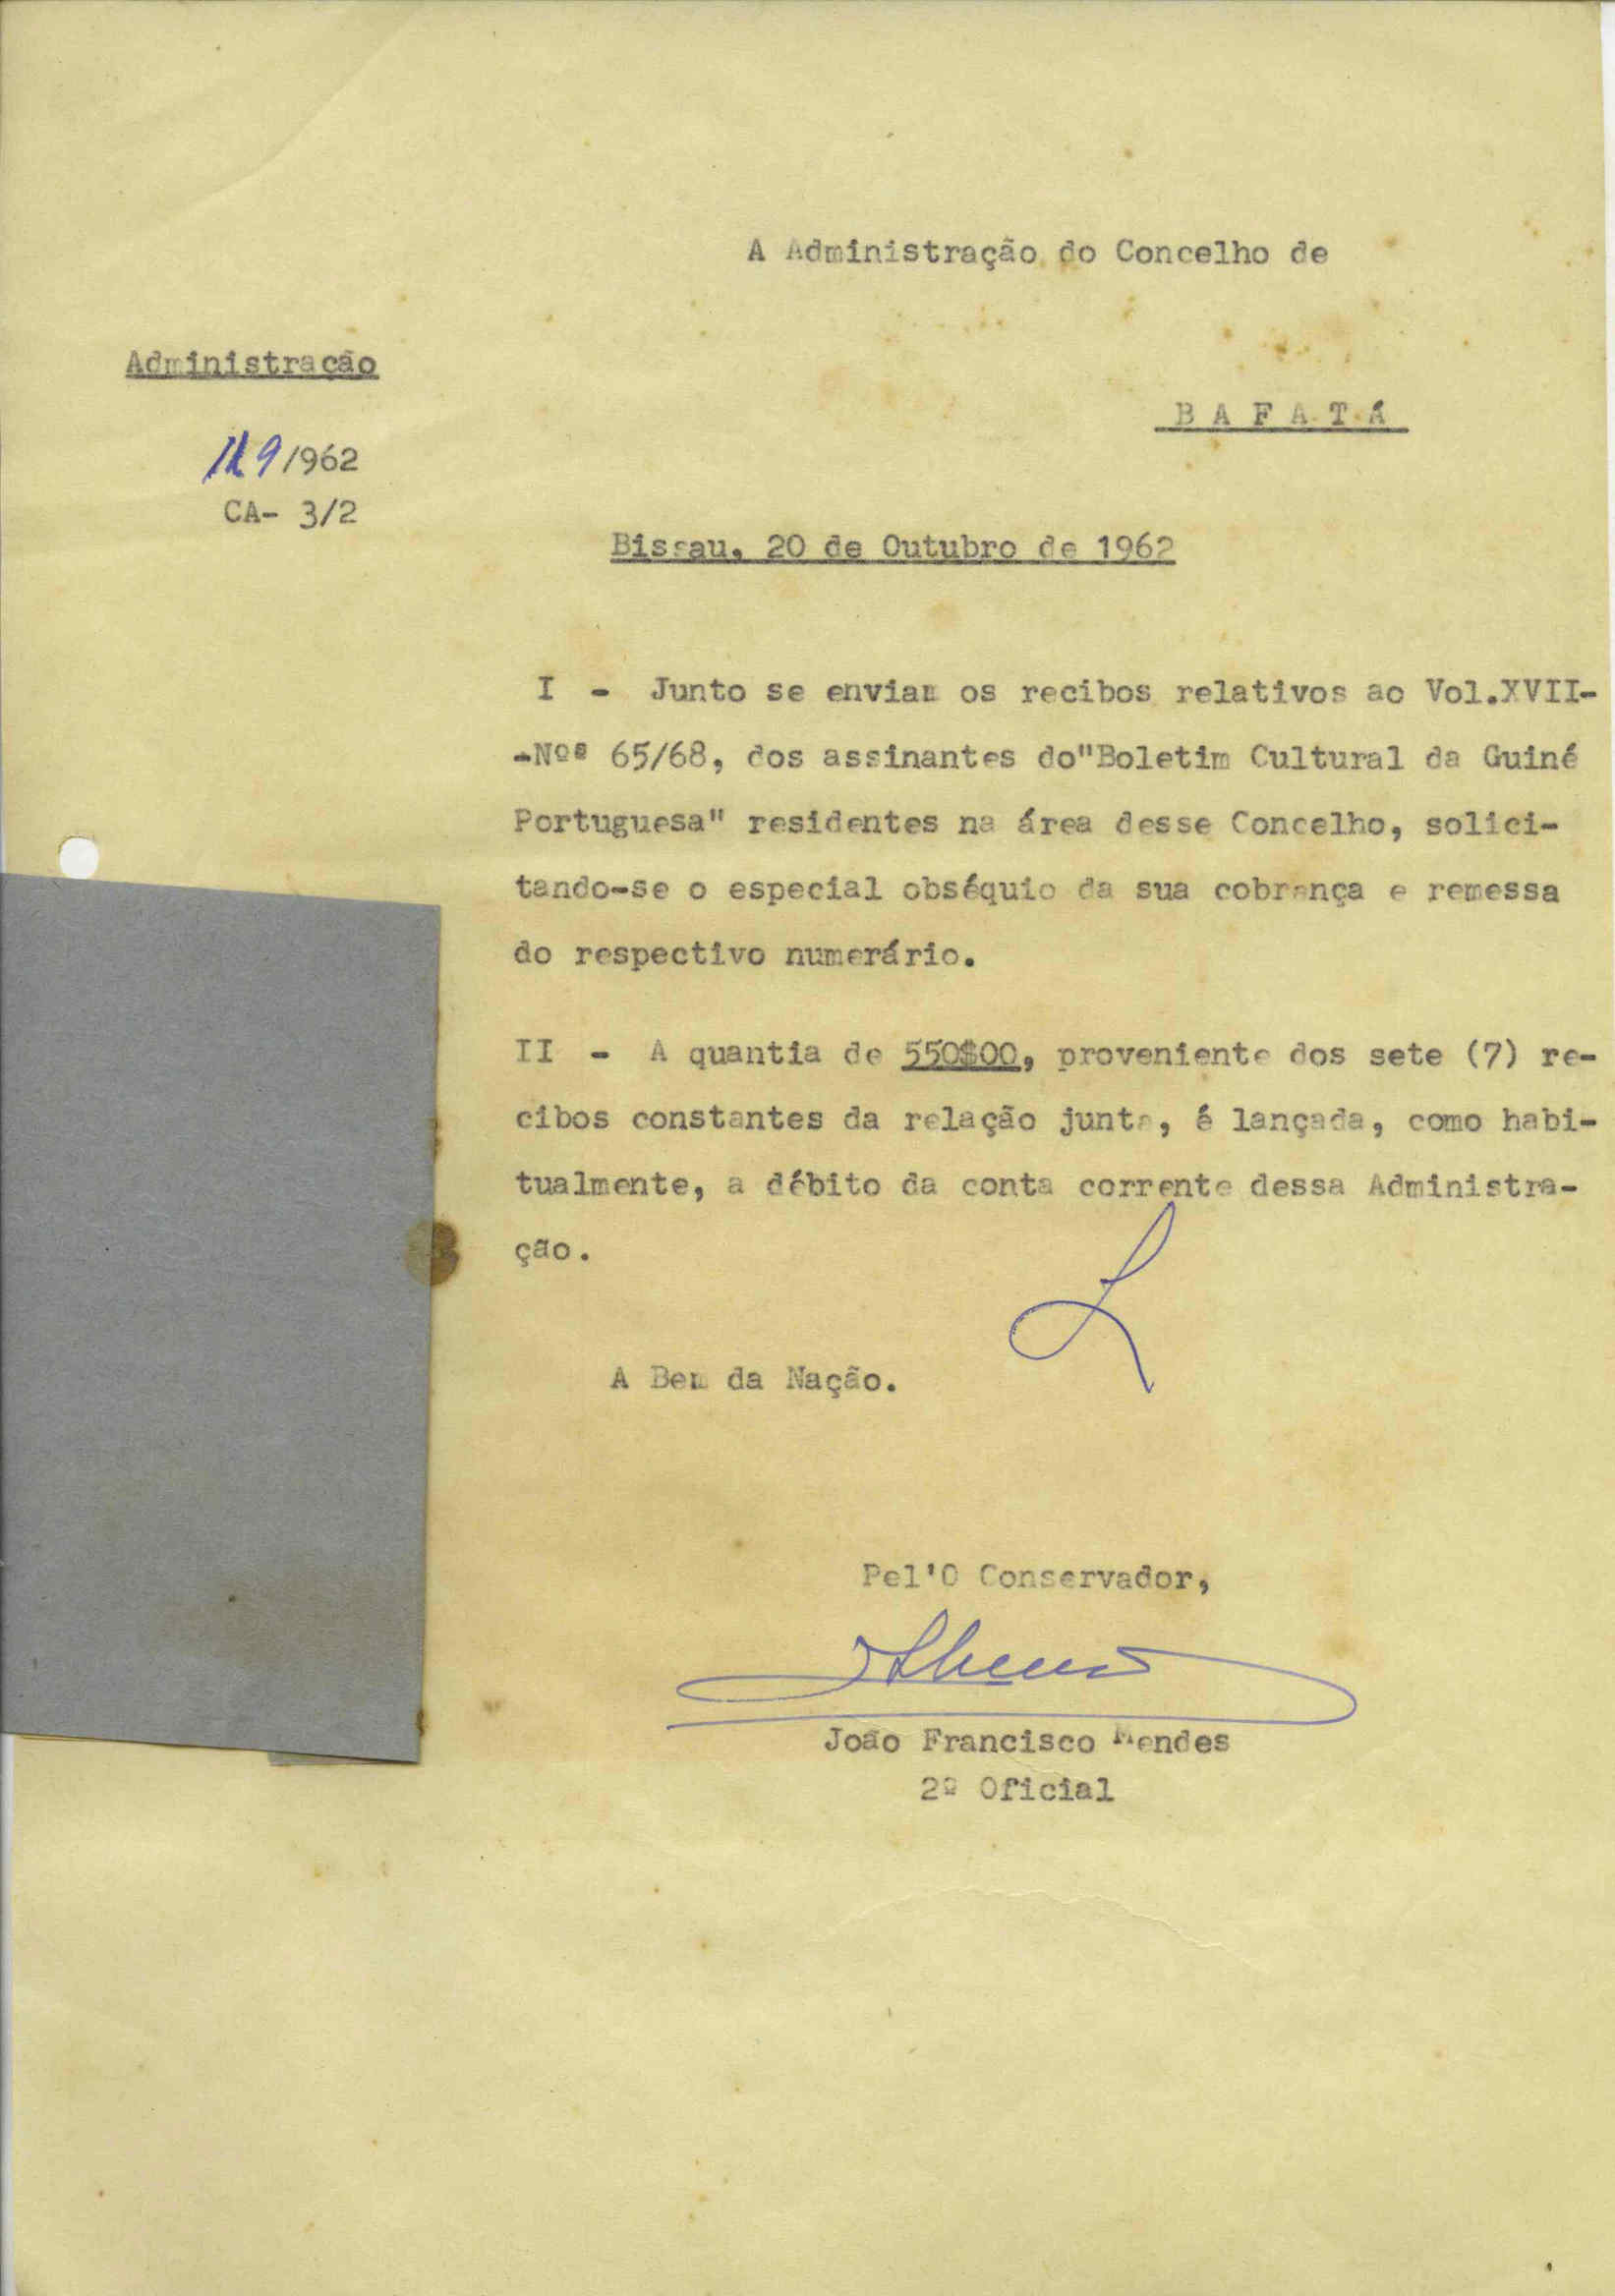 A Administração do Concelho de
Administração
B A F A T Á
/962
CA- 3/2
Bissau, 20 de Outubro de 1962
I - Junto se enviam os recibos relativos ao Vol.XVII-
-Nºs 65/68, dos assinantes do"Boletim Cultural da Guiné
Portuguesa" residentes na área desse Concelho, solici-
tando-se o especial obséquio da sua cobrança e remessa
do respectivo numerário.
II - A quantia de 550$00, proveniente dos sete (7) re-
cibos constantes da relação junta, é lançada, como habi-
tualmente, a débito da conta corrente dessa Administra-
ção.
A Bem da Nação.
Pel'O Conservador,
João Francisco Mendes
2º Oficial